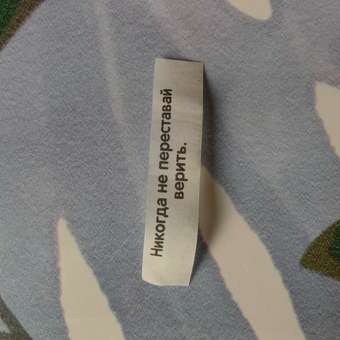 Никогда не переставай
верить.